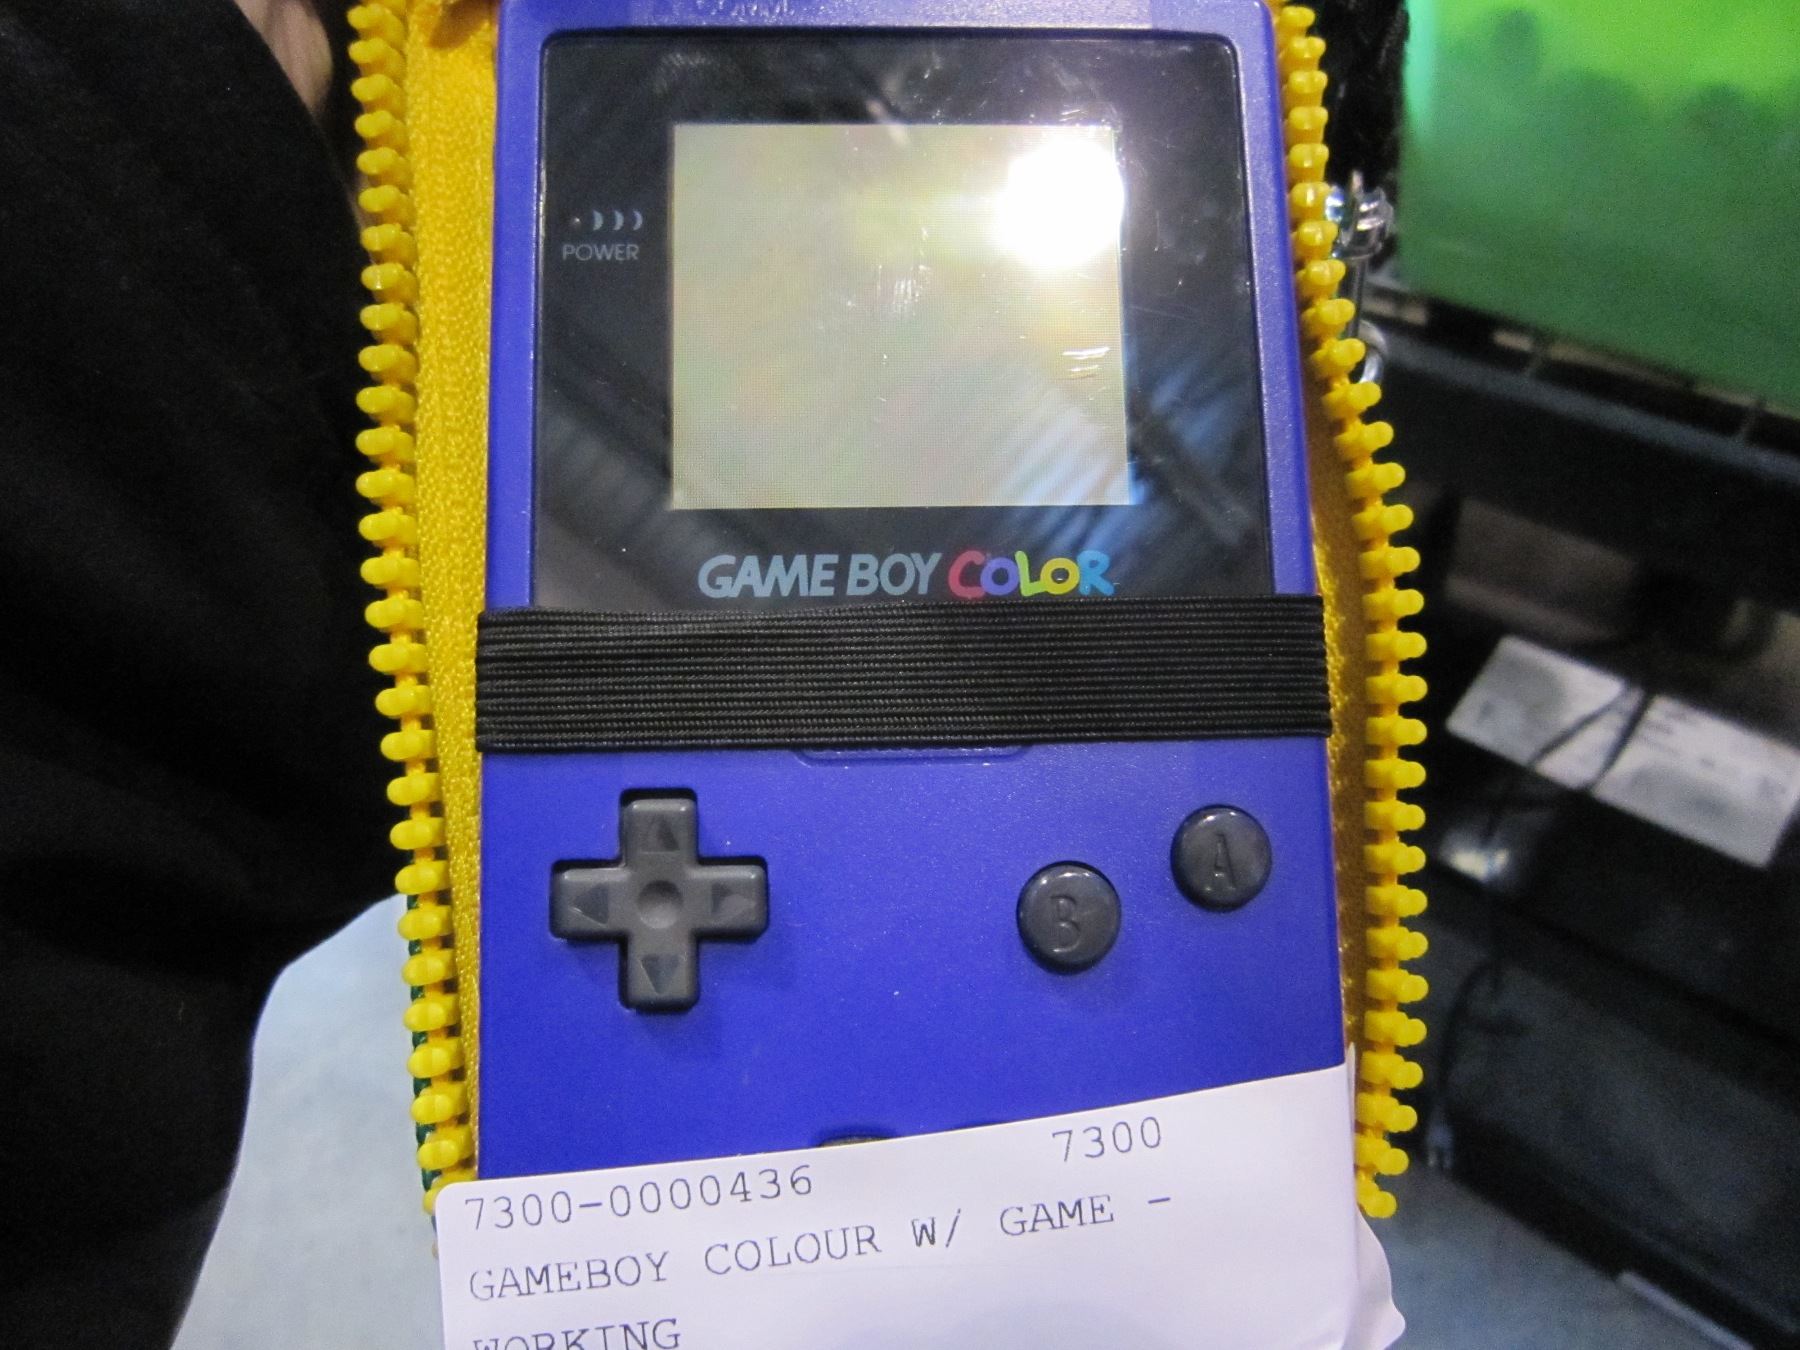 POWER
GAME BOY COLOR
B A
7300-0000436 7300
GAMEBOY COLOUR W/ GAME -
WORKING